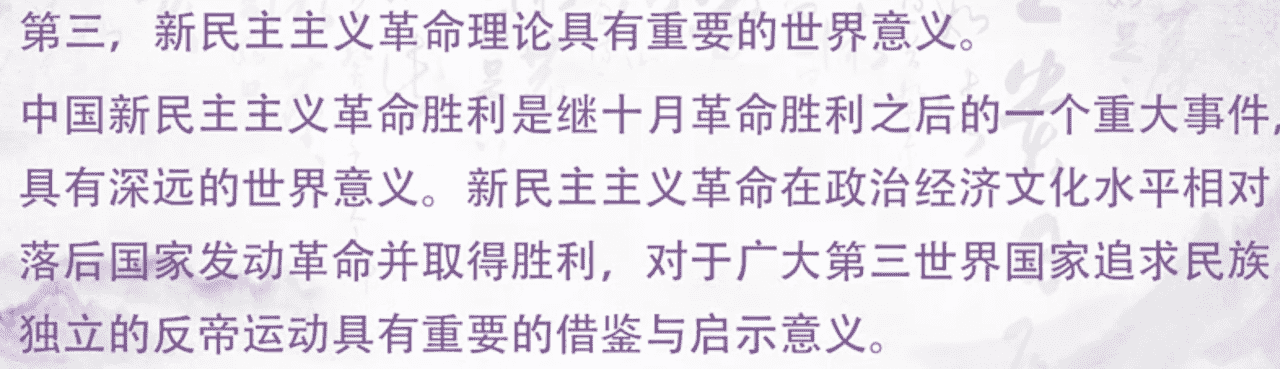 第三，新民主主义革命理论具有重要的世界意义。
中国新民主主义革命胜利是继十月革命胜利之后的一个重大事件,
具有深远的世界意义。新民主主义革命在政治经济文化水平相对
落后国家发动革命并取得胜利，对于广大第三世界国家追求民族
独立的反帝运动具有重要的借鉴与启示意义。